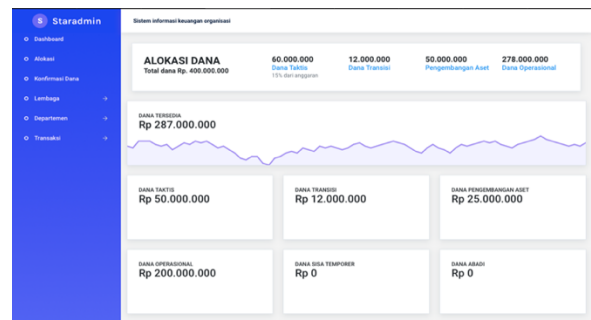 S Staradmin
Sistem informasi keuangan organisasi
Dashboard
Alokasi
Konfirmasi Dana
Lembaga
Departemen
Transaksi
ALOKASI DANA
Total dana Rp. 400.000.000
60.000.000
Dana Taktis
15% dari anggaran
12.000.000
Dana Transisi
50.000.000
Pengembangan Aset
278.000.000
Dana Operasional
DANA TERSEDIA
Rp 287.000.000
DANA TAKTIS
Rp 50.000.000
DANA TRANSISI
Rp 12.000.000
DANA PENGEMBANGAN ASET
Rp 25.000.000
DANA OPERASIONAL
Rp 200.000.000
DANA SISA TEMPORER
Rp 0
DANA ABADI
Rp 0